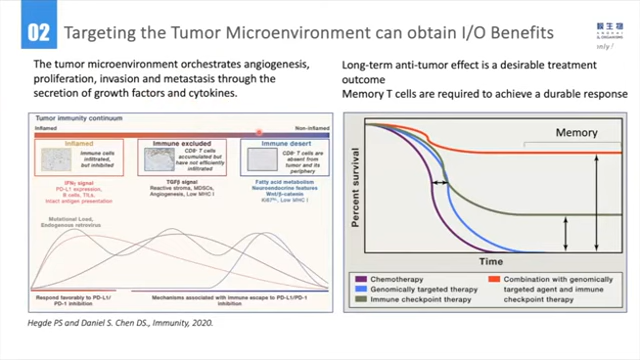 02
Targeting the Tumor Microenvironment can obtain I/O Benefits
The tumor microenvironment orchestrates angiogenesis,
proliferation, invasion and metastasis through the
secretion of growth factors and cytokines.
Long-term anti-tumor effect is a desirable treatment
outcome
Memory T cells are required to achieve a durable response
Tumor immunity continuum
Inflamed
Non-inflamed
Inflamed
Immune cells
infiltrated,
but inhibited
Immune excluded
CD8⁺ T cells
accumulated but
have not efficiently
infiltrated
Immune desert
CD8⁺ T cells are
absent from
tumor and its
periphery
IFNγ signal
PD-L1 expression,
B cells, TILs,
Intact antigen presentation
TGFβ signal
Reactive stroma, MDSCs,
Angiogenesis, Low MHC I
Fatty acid metabolism
Neuroendocrine features
Wnt/β-catenin
Ki67ʰⁱ, Low MHC I
Mutational Load,
Endogenous retrovirus
Respond favorably to PD-L1/
PD-1 inhibition
Mechanisms associated with immune escape to PD-L1/PD-1
inhibition
Percent survival
Memory
Time
Chemotherapy
Genomically targeted therapy
Immune checkpoint therapy
Combination with genomically
targeted agent and immune
checkpoint therapy
Hegde PS and Daniel S. Chen DS., Immunity, 2020.